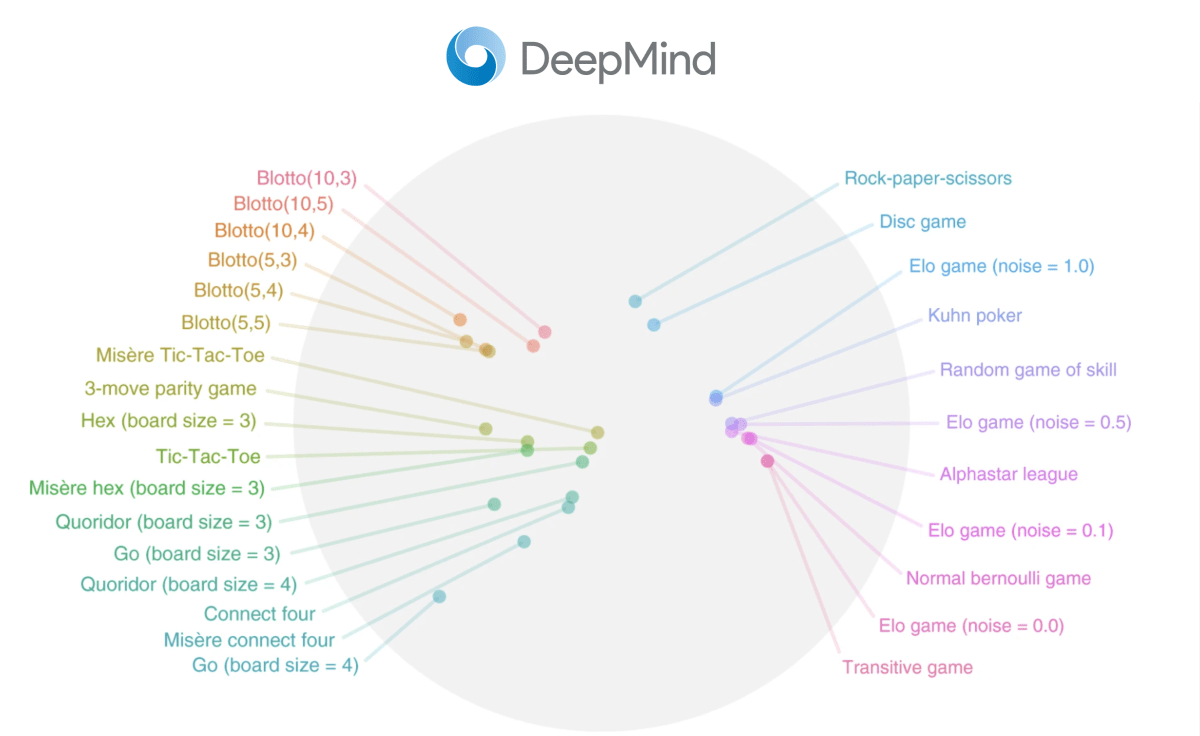 DeepMind
Blotto(10,3)
Blotto(10,5)
Blotto(10,4)
Blotto(5,3)
Blotto(5,4)
Blotto(5,5)
Misère Tic-Tac-Toe
3-move parity game
Hex (board size = 3)
Tic-Tac-Toe
Misère hex (board size = 3)
Quoridor (board size = 3)
Go (board size = 3)
Quoridor (board size = 4)
Connect four
Misère connect four
Go (board size = 4)
Rock-paper-scissors
Disc game
Elo game (noise = 1.0)
Kuhn poker
Random game of skill
Elo game (noise = 0.5)
Alphastar league
Elo game (noise = 0.1)
Normal bernoulli game
Elo game (noise = 0.0)
Transitive game